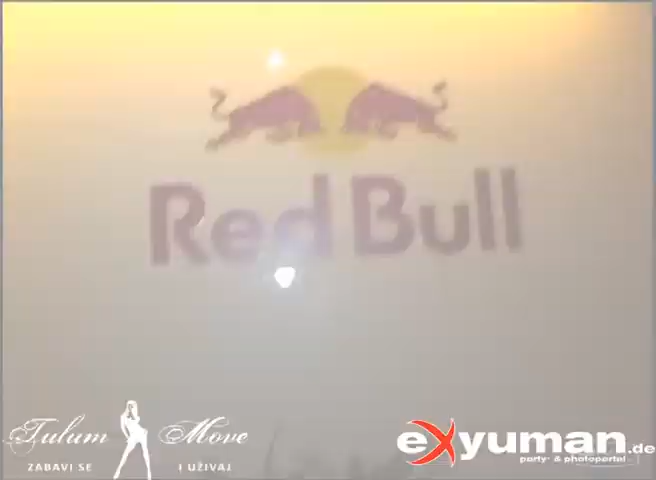 Red Bull
Tulum Move
ZABAVI SE I UŽIVAJ
exyuman.de
party- & photoportal